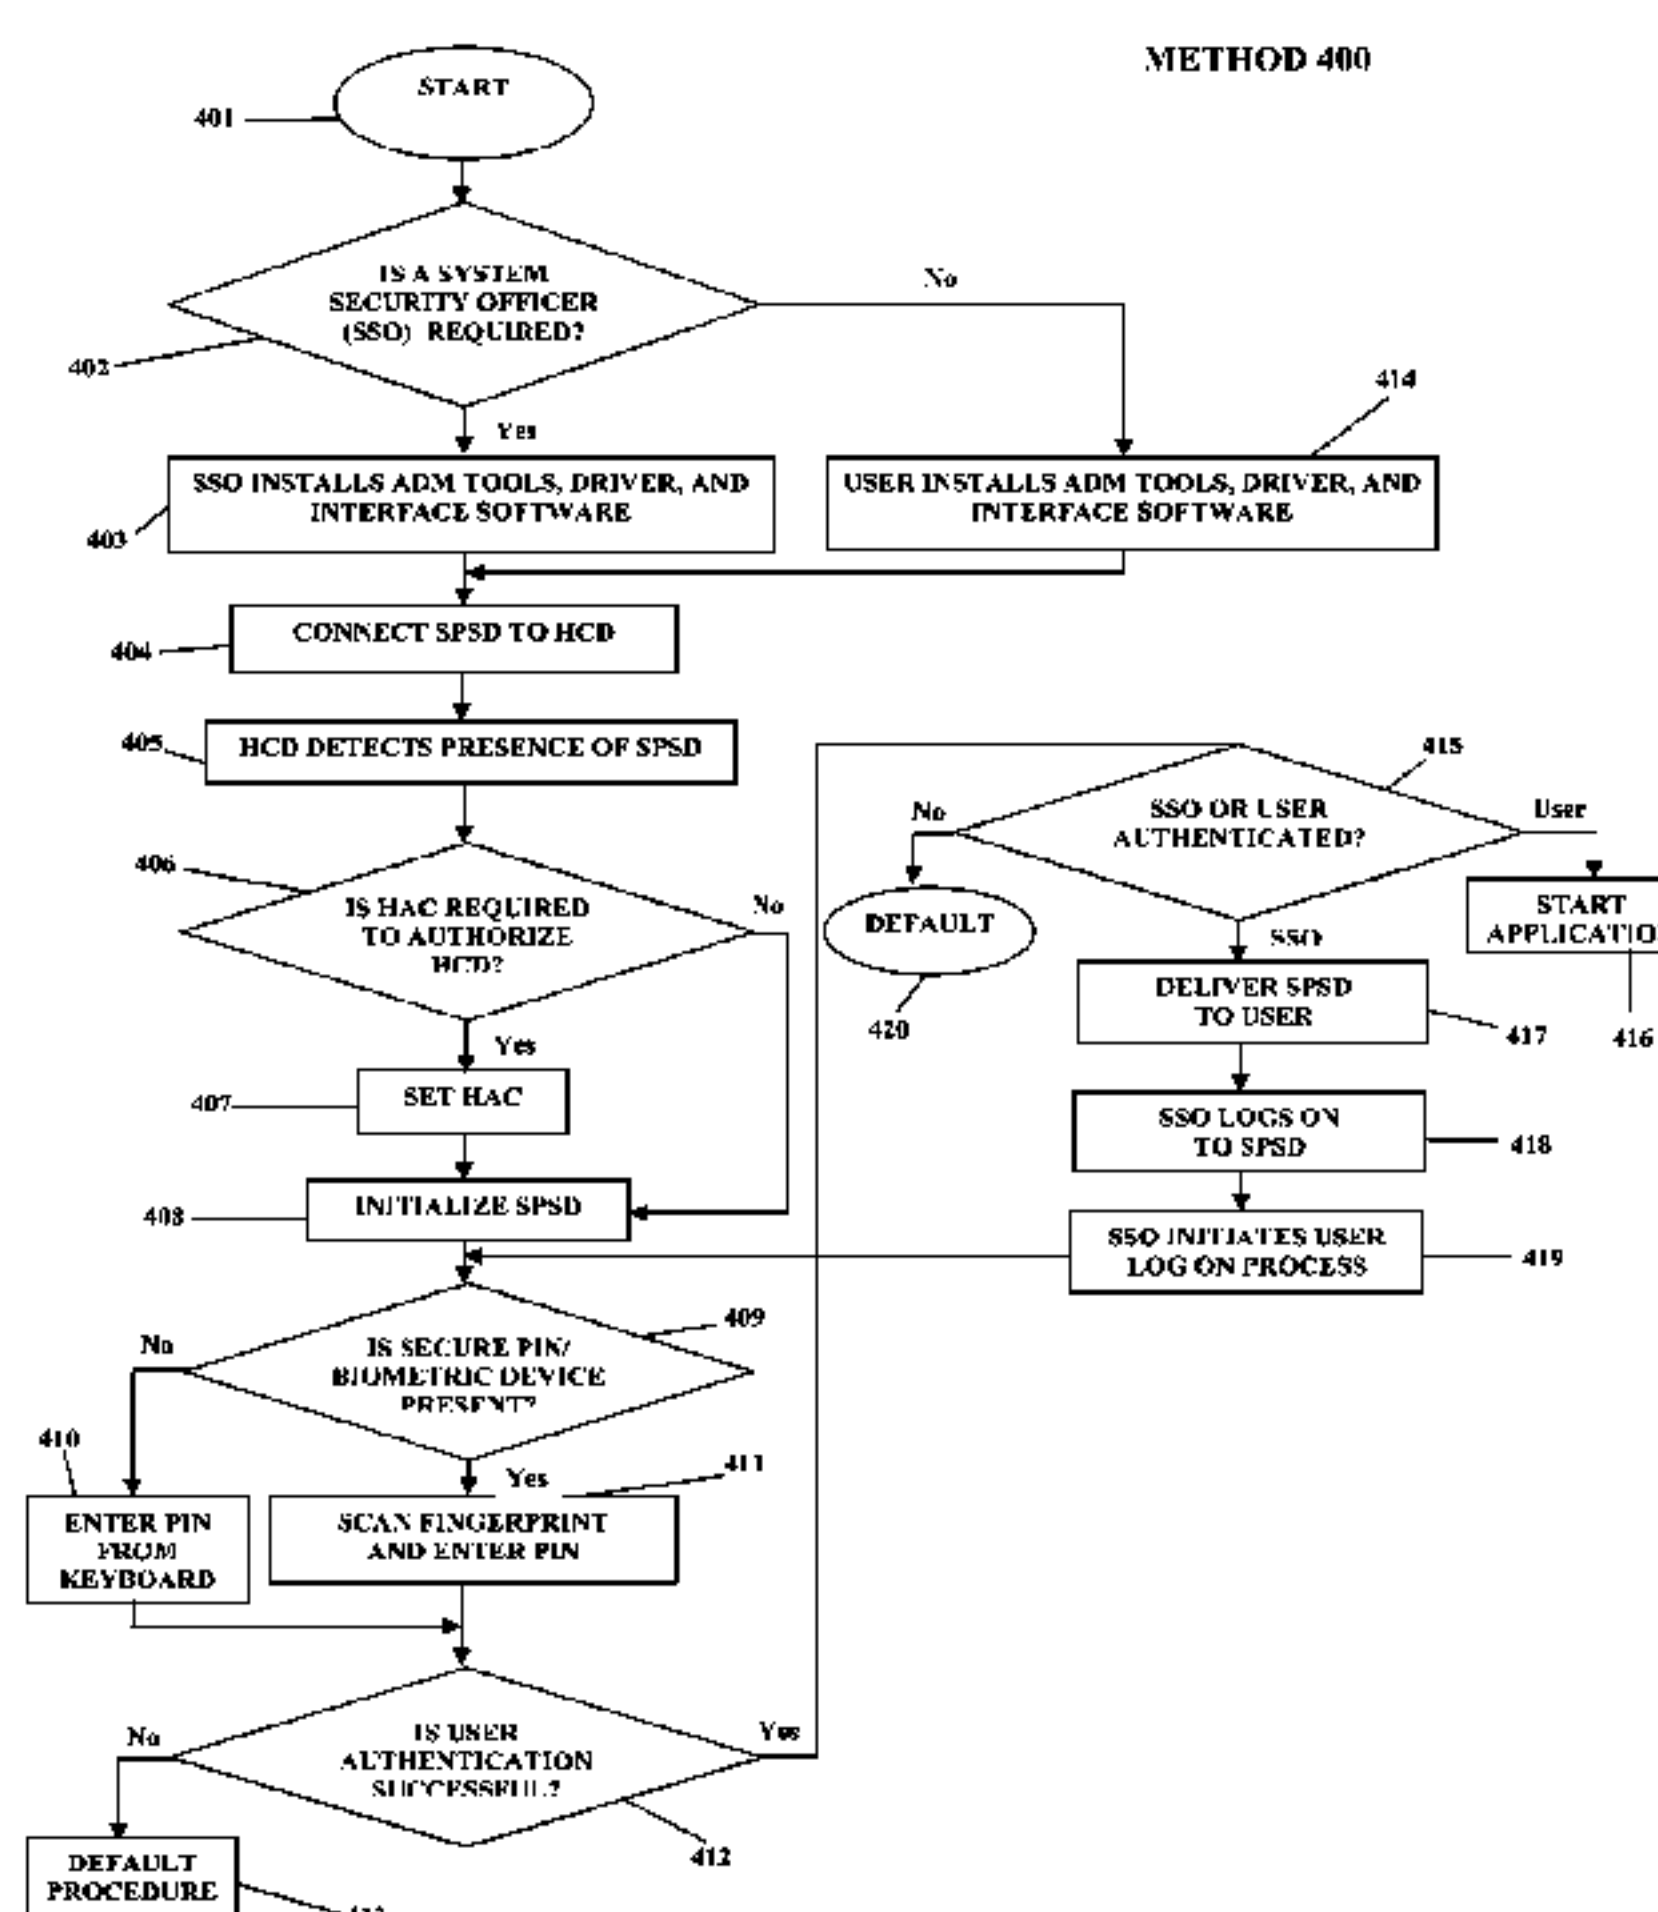 METHOD 400
START
401
IS A SYSTEM
SECURITY OFFICER
(SSO) REQUIRED?
No
402
Yes
414
SSO INSTALLS ADM TOOLS, DRIVER, AND
INTERFACE SOFTWARE
403
USER INSTALLS ADM TOOLS, DRIVER, AND
INTERFACE SOFTWARE
CONNECT SPSD TO HCD
404
HCD DETECTS PRESENCE OF SPSD
405
IS HAC REQUIRED
TO AUTHORIZE
HCD?
406
No
Yes
SET HAC
407
INITIALIZE SPSD
408
IS SECURE PIN/
BIOMETRIC DEVICE
PRESENT?
409
No
Yes
410
ENTER PIN
FROM
KEYBOARD
411
SCAN FINGERPRINT
AND ENTER PIN
IS USER
AUTHENTICATION
SUCCESSFUL?
412
No
Yes
DEFAULT
PROCEDURE
SSO OR USER
AUTHENTICATED?
415
No
User
SSO
DEFAULT
420
START
APPLICATIO
416
DELIVER SPSD
TO USER
417
SSO LOGS ON
TO SPSD
418
SSO INITIATES USER
LOG ON PROCESS
419